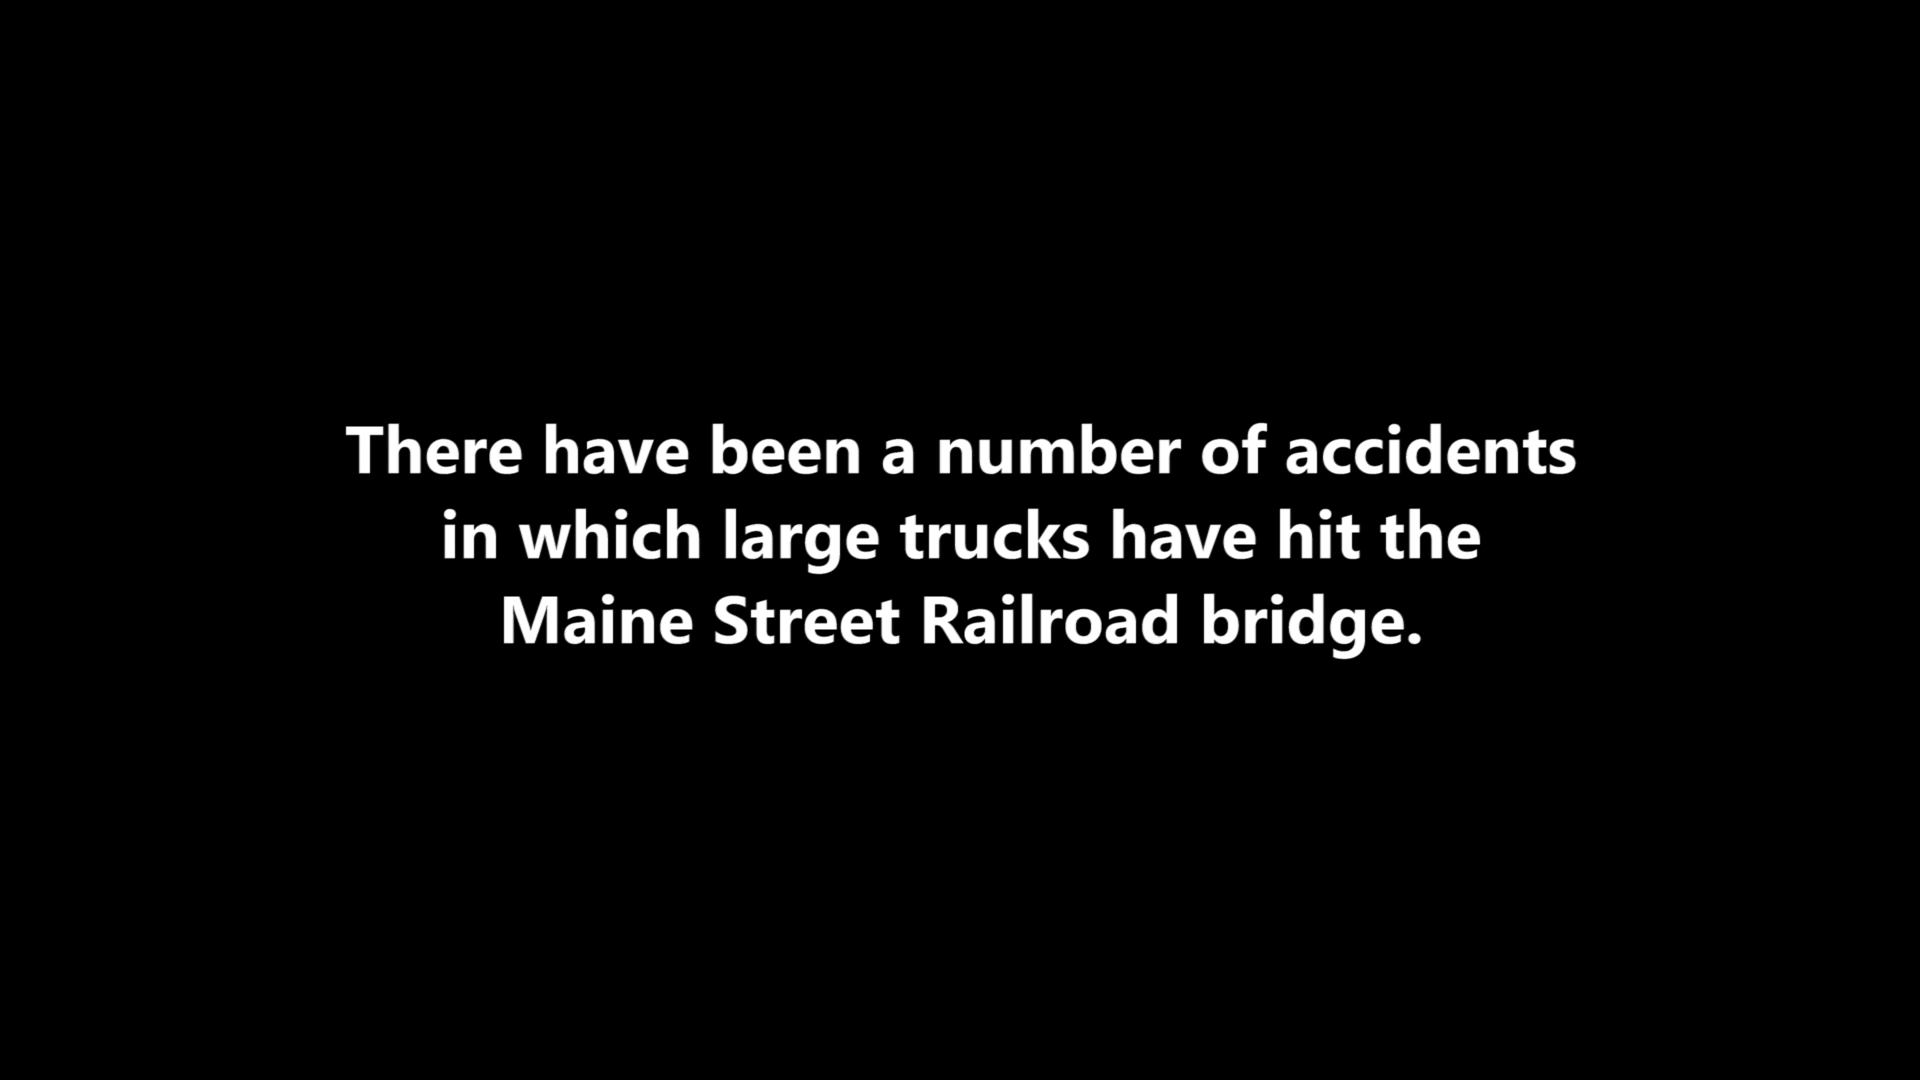 There have been a number of accidents
in which large trucks have hit the
Maine Street Railroad bridge.